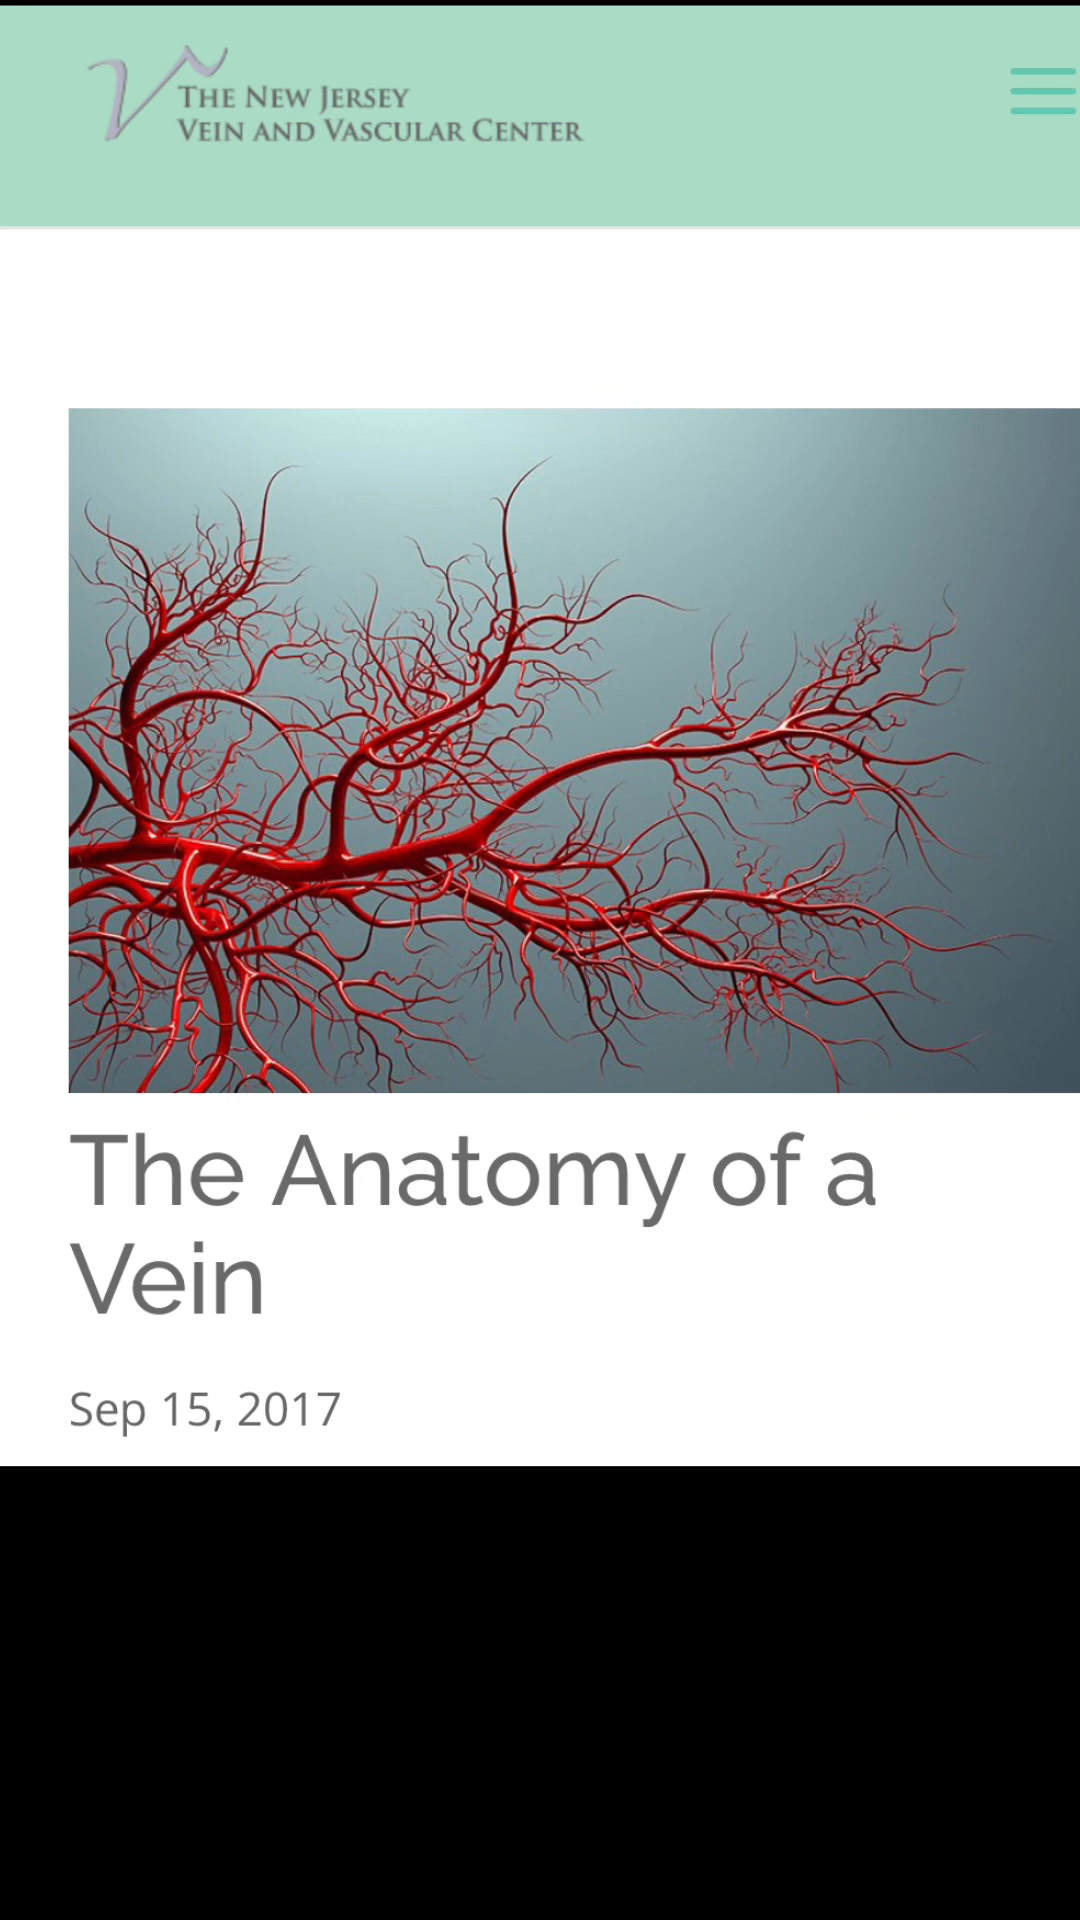 THE NEW JERSEY
VEIN AND VASCULAR CENTER
The Anatomy of a
Vein
Sep 15, 2017